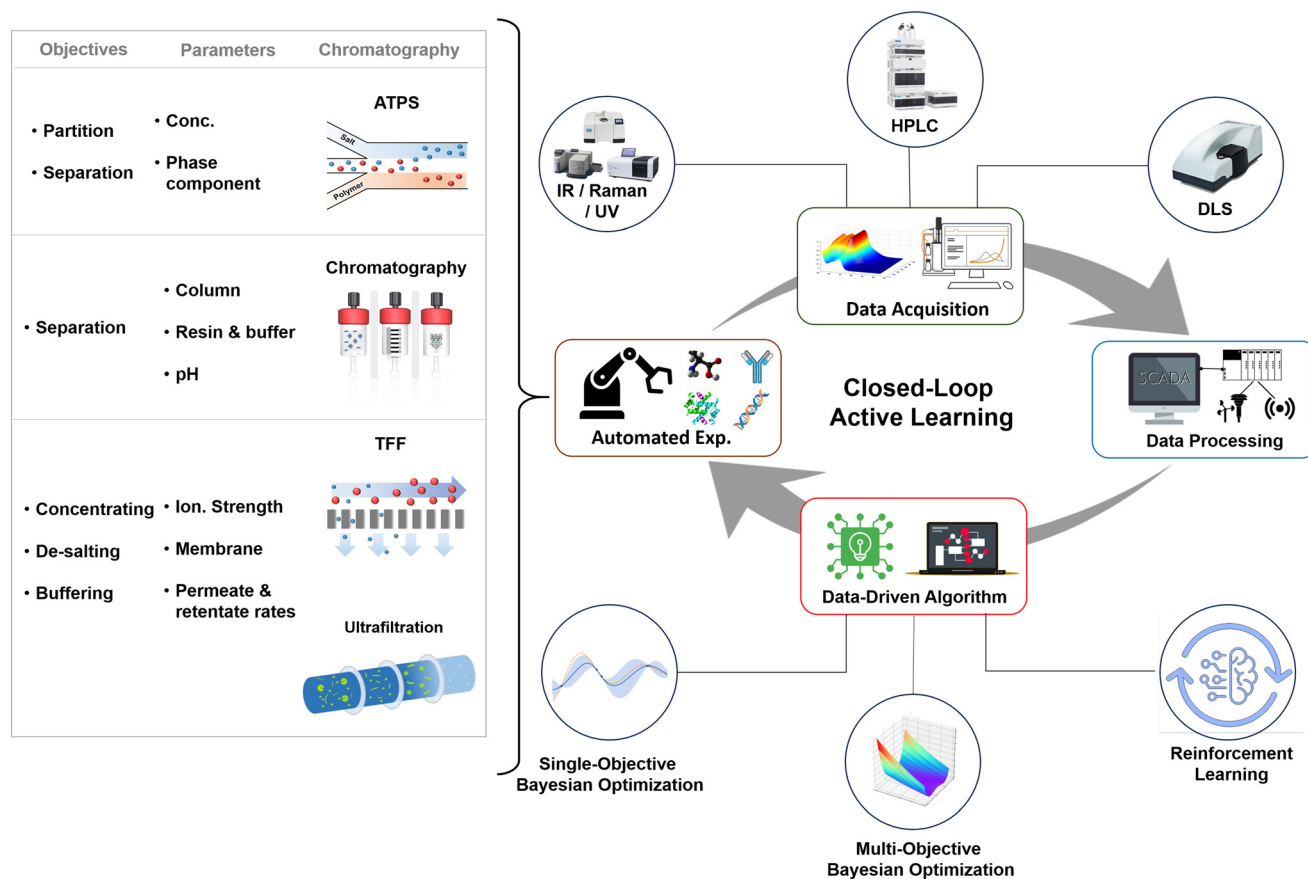 Objectives Parameters Chromatography
ATPS
• Partition
• Separation
• Conc.
• Phase
component
Salt
Polymer
Chromatography
• Separation
• Column
• Resin & buffer
• pH
TFF
• Concentrating
• De-salting
• Buffering
• Ion. Strength
• Membrane
• Permeate &
retentate rates
Ultrafiltration
IR / Raman
/ UV
HPLC
DLS
Data Acquisition
Automated Exp.
Closed-Loop
Active Learning
SCADA
Data Processing
Data-Driven Algorithm
Single-Objective
Bayesian Optimization
Multi-Objective
Bayesian Optimization
Reinforcement
Learning